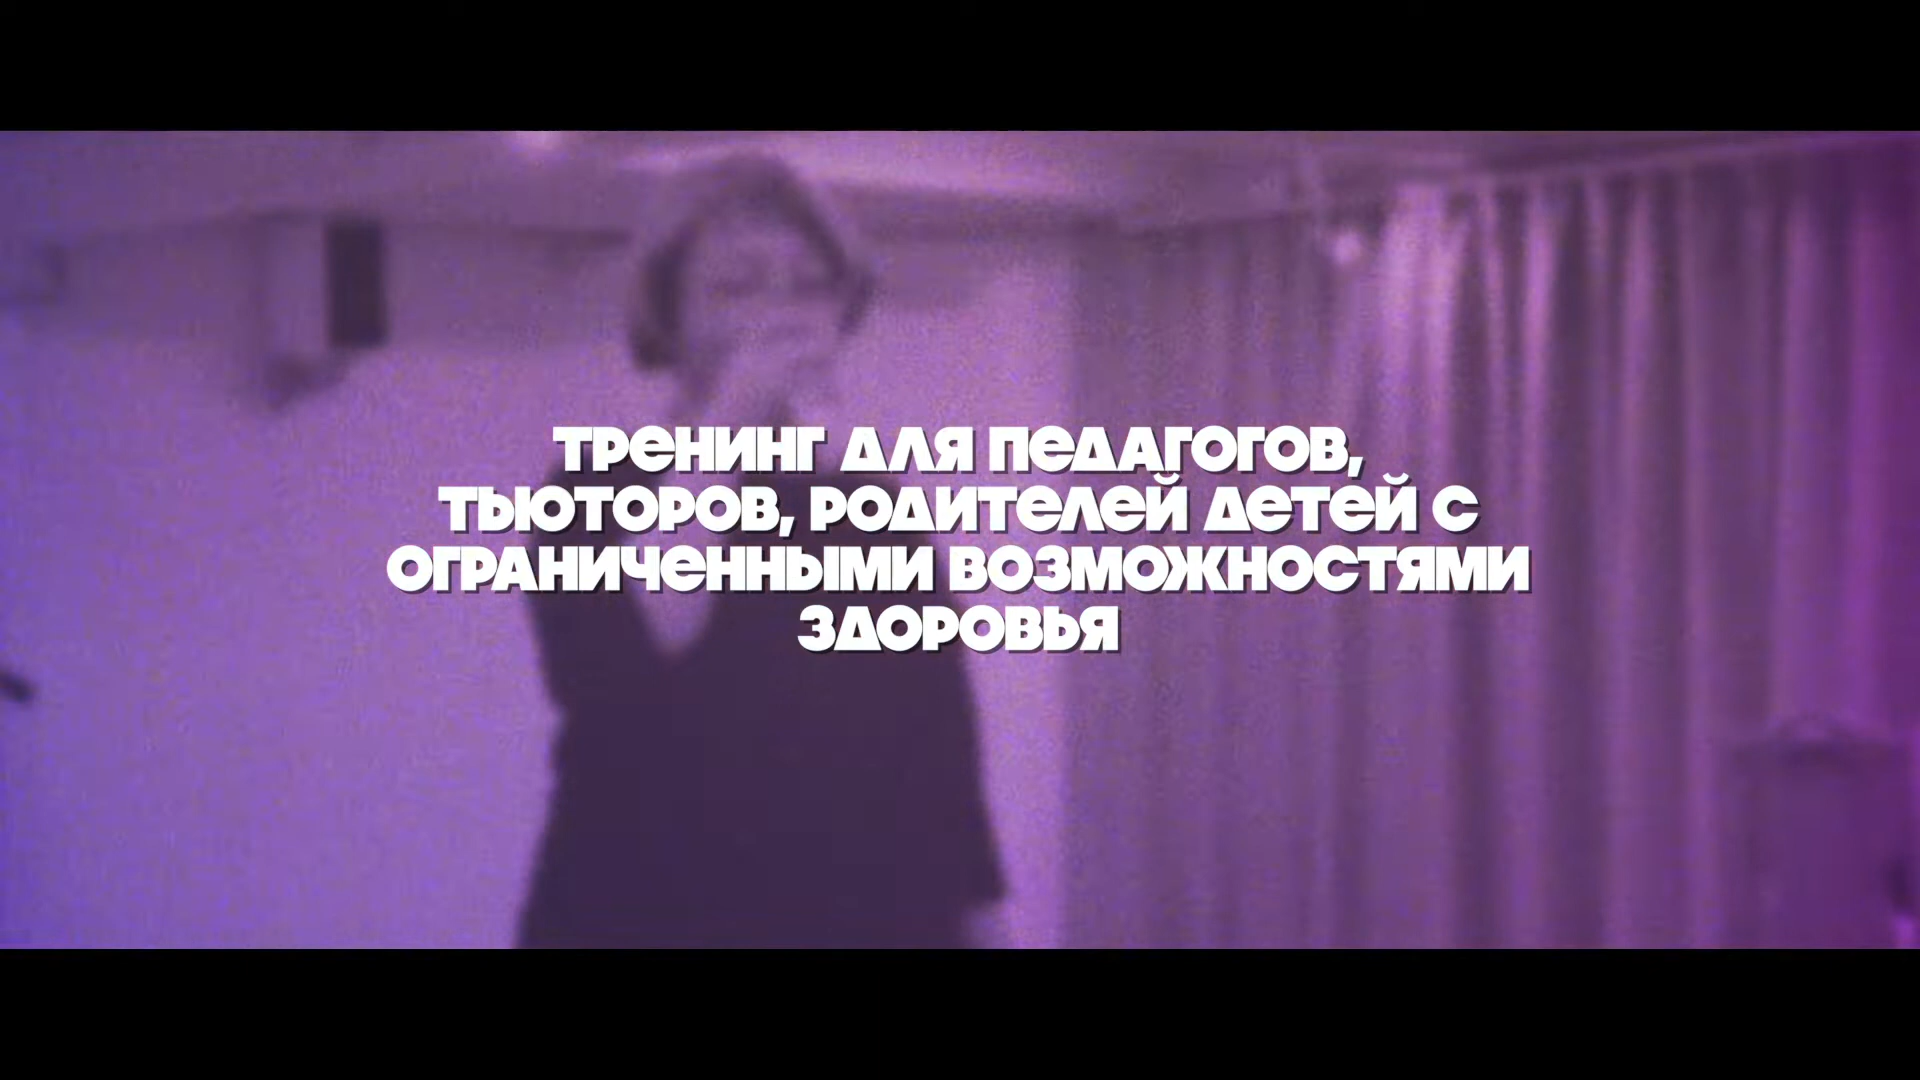 ТРЕНИНГ ДЛЯ ПЕДАГОГОВ,
ТЬЮТОРОВ, РОДИТЕЛЕЙ ДЕТЕЙ С
ОГРАНИЧЕННЫМИ ВОЗМОЖНОСТЯМИ
ЗДОРОВЬЯ